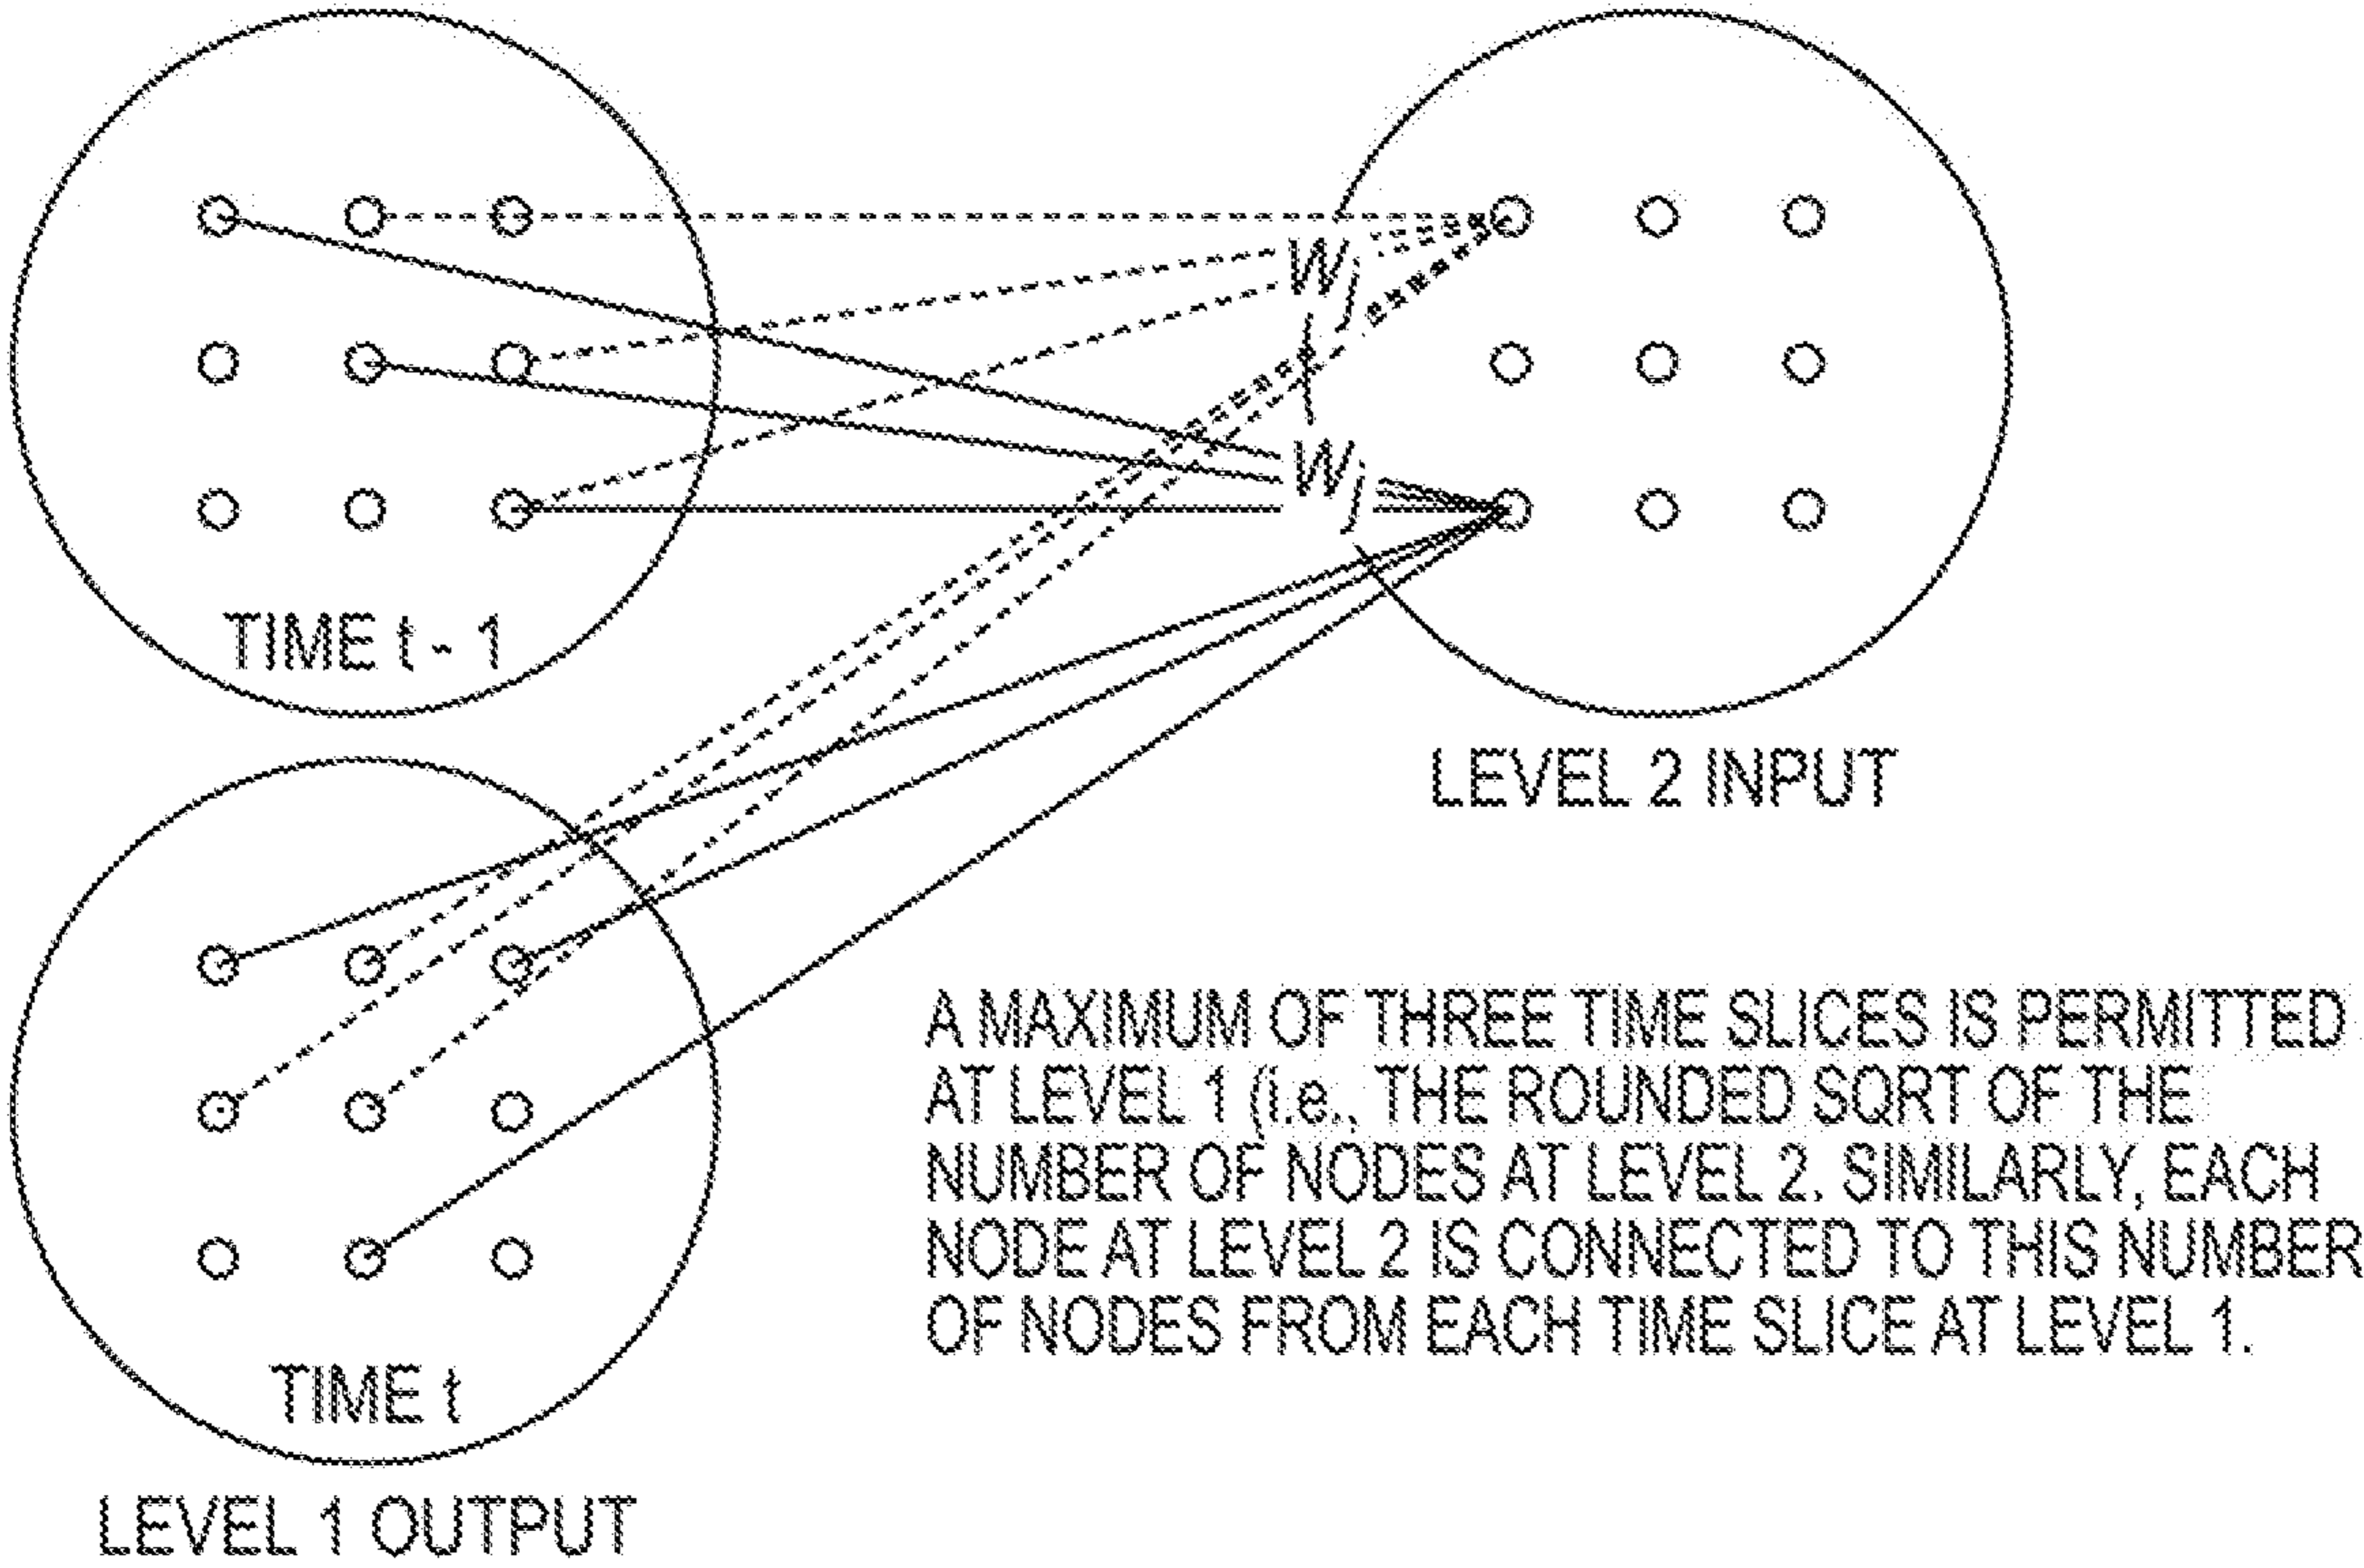 W_j
W_j
TIME t - 1
LEVEL 2 INPUT
A MAXIMUM OF THREE TIME SLICES IS PERMITTED
AT LEVEL 1 (i.e., THE ROUNDED SQRT OF THE
NUMBER OF NODES AT LEVEL 2. SIMILARLY, EACH
NODE AT LEVEL 2 IS CONNECTED TO THIS NUMBER
OF NODES FROM EACH TIME SLICE AT LEVEL 1.
TIME t
LEVEL 1 OUTPUT